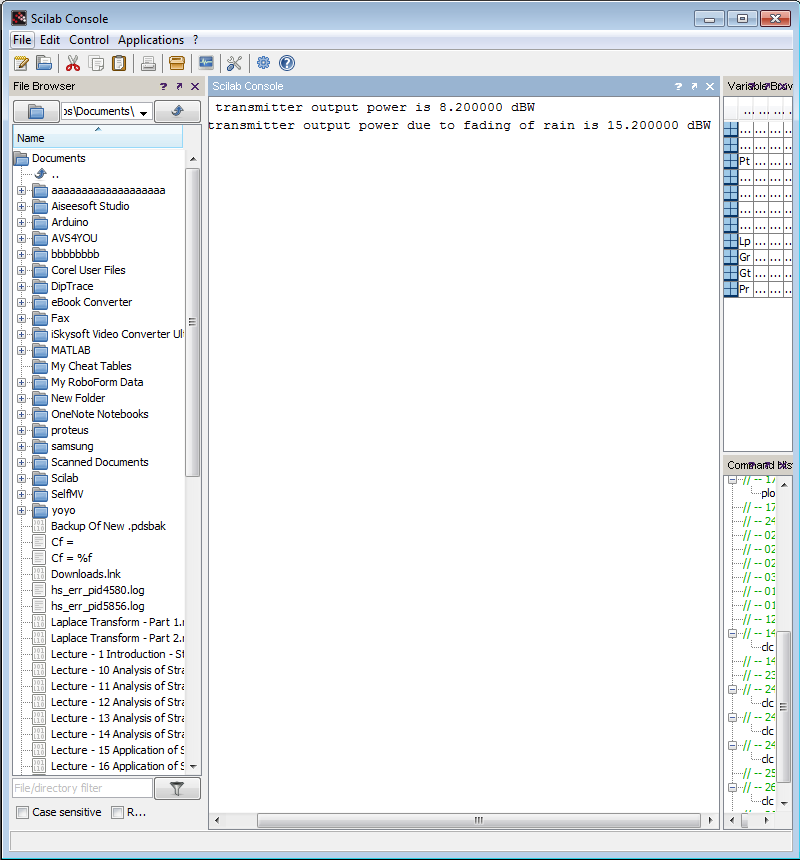 Scilab Console
File Edit Control Applications ?
File Browser
Scilab Console
os\Documents\
Name
transmitter output power is 8.200000 dBW
transmitter output power due to fading of rain is 15.200000 dBW
Documents
..
aaaaaaaaaaaaaaaaaaa
Aiseesoft Studio
Arduino
AVS4YOU
bbbbbbbb
Corel User Files
DipTrace
eBook Converter
Fax
iSkysoft Video Converter Ul
MATLAB
My Cheat Tables
My RoboForm Data
New Folder
OneNote Notebooks
proteus
samsung
Scanned Documents
Scilab
SelfMV
yoyo
Backup Of New .pdsbak
Cf =
Cf = %f
Downloads.lnk
hs_err_pid4580.log
hs_err_pid5856.log
Laplace Transform - Part 1.
Laplace Transform - Part 2.
Lecture - 1 Introduction - St
Lecture - 10 Analysis of Stra
Lecture - 11 Analysis of Stra
Lecture - 12 Analysis of Stra
Lecture - 13 Analysis of Stra
Lecture - 14 Analysis of Stra
Lecture - 15 Application of S
Lecture - 16 Application of S
File/directory filter
Case sensitive R...
... ... ...
... ... ... ...
... ... ... ...
Pt ... ... ...
... ... ... ...
... ... ... ...
... ... ... ...
... ... ... ...
Lp ... ... ...
Gr ... ... ...
Gt ... ... ...
Pr ... ... ...
// -- 17
plo
// -- 17
// -- 24
// -- 02
// -- 02
// -- 02
// -- 03
// -- 01
// -- 01
// -- 12
// -- 14
clc
// -- 14
// -- 23
// -- 24
clc
// -- 24
clc
// -- 24
clc
// -- 25
// -- 26
clc